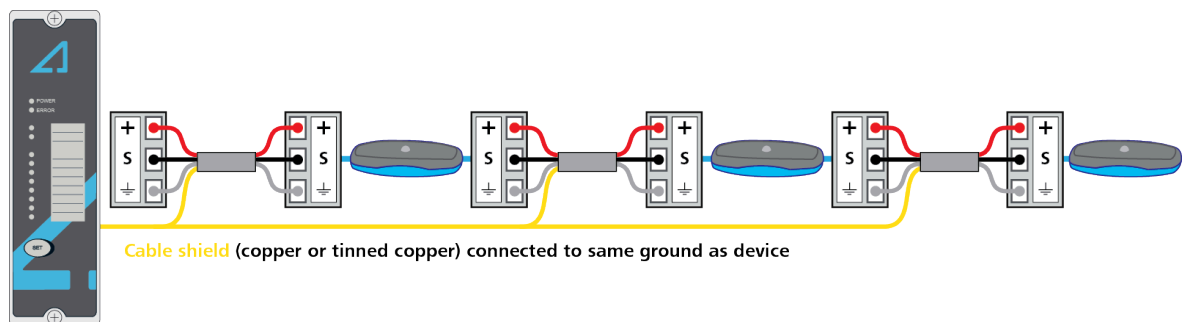 POWER
ERROR
SET
+
S
+
S
+
S
+
S
+
S
+
S
Cable shield (copper or tinned copper) connected to same ground as device